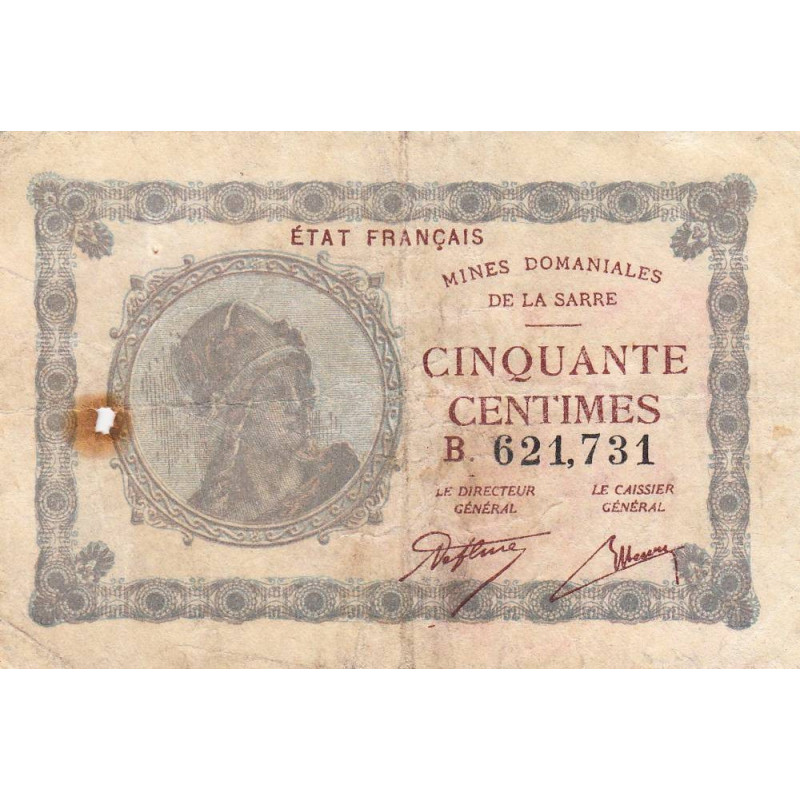 ÉTAT FRANÇAIS
MINES DOMANIALES
DE LA SARRE
CINQUANTE
CENTIMES
B. 621,731
LE DIRECTEUR
GÉNÉRAL
LE CAISSIER
GÉNÉRAL